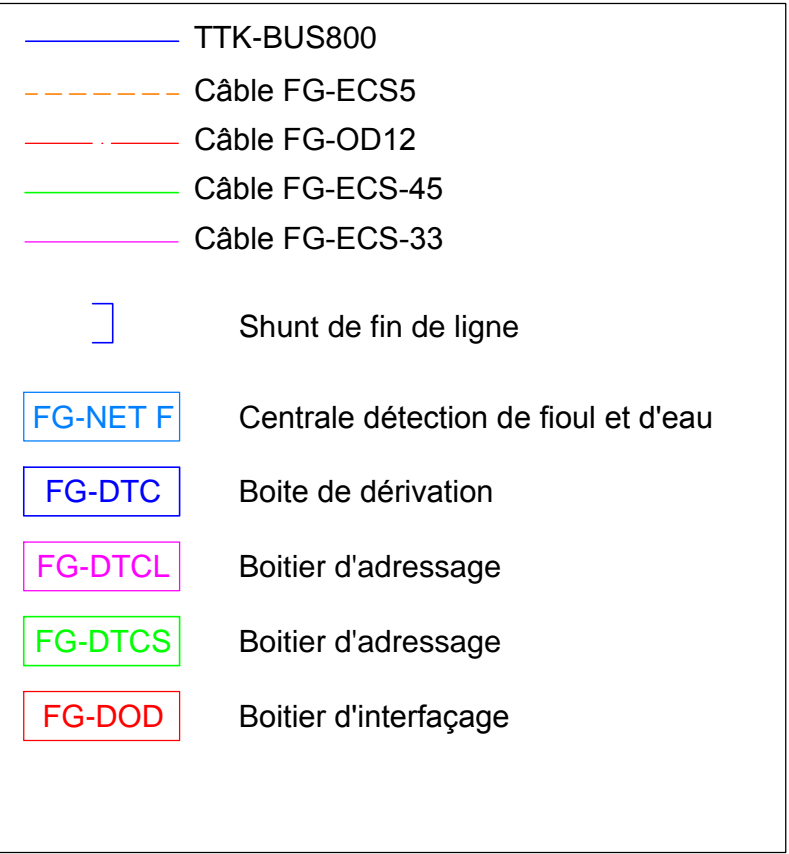 TTK-BUS800
Câble FG-ECS5
Câble FG-OD12
Câble FG-ECS-45
Câble FG-ECS-33
Shunt de fin de ligne
FG-NET F Centrale détection de fioul et d'eau
FG-DTC Boite de dérivation
FG-DTCL Boitier d'adressage
FG-DTCS Boitier d'adressage
FG-DOD Boitier d'interfaçage